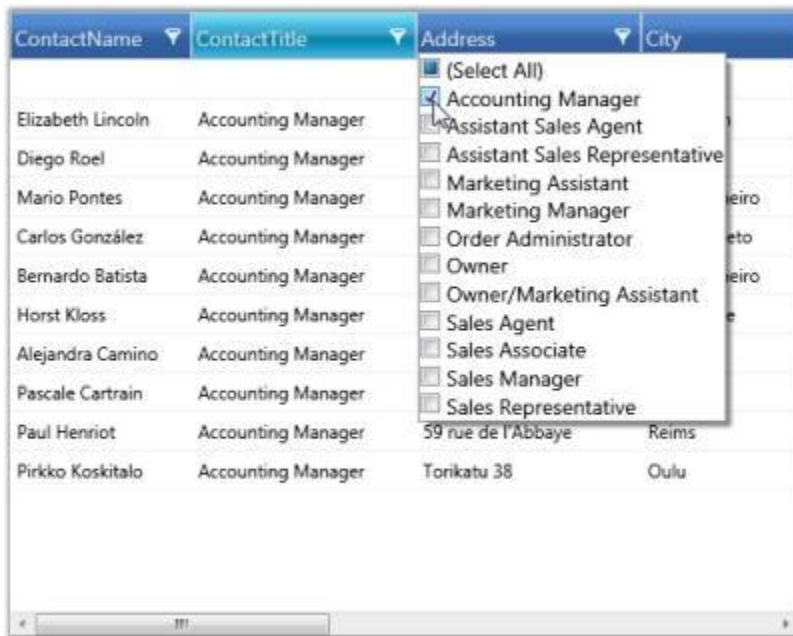 ContactName ContactTitle Address City
(Select All)
Accounting Manager
Elizabeth Lincoln Accounting Manager
Assistant Sales Agent
Diego Roel Accounting Manager
Assistant Sales Representative
Marketing Assistant
Mario Pontes Accounting Manager eiro
Marketing Manager
Carlos González Accounting Manager eto
Order Administrator
Owner
Bernardo Batista Accounting Manager eiro
Owner/Marketing Assistant
Horst Kloss Accounting Manager e
Sales Agent
Alejandra Camino Accounting Manager
Sales Associate
Sales Manager
Pascale Cartrain Accounting Manager
Sales Representative
Paul Henriot Accounting Manager 59 rue de l'Abbaye Reims
Pirkko Koskitalo Accounting Manager Torikatu 38 Oulu